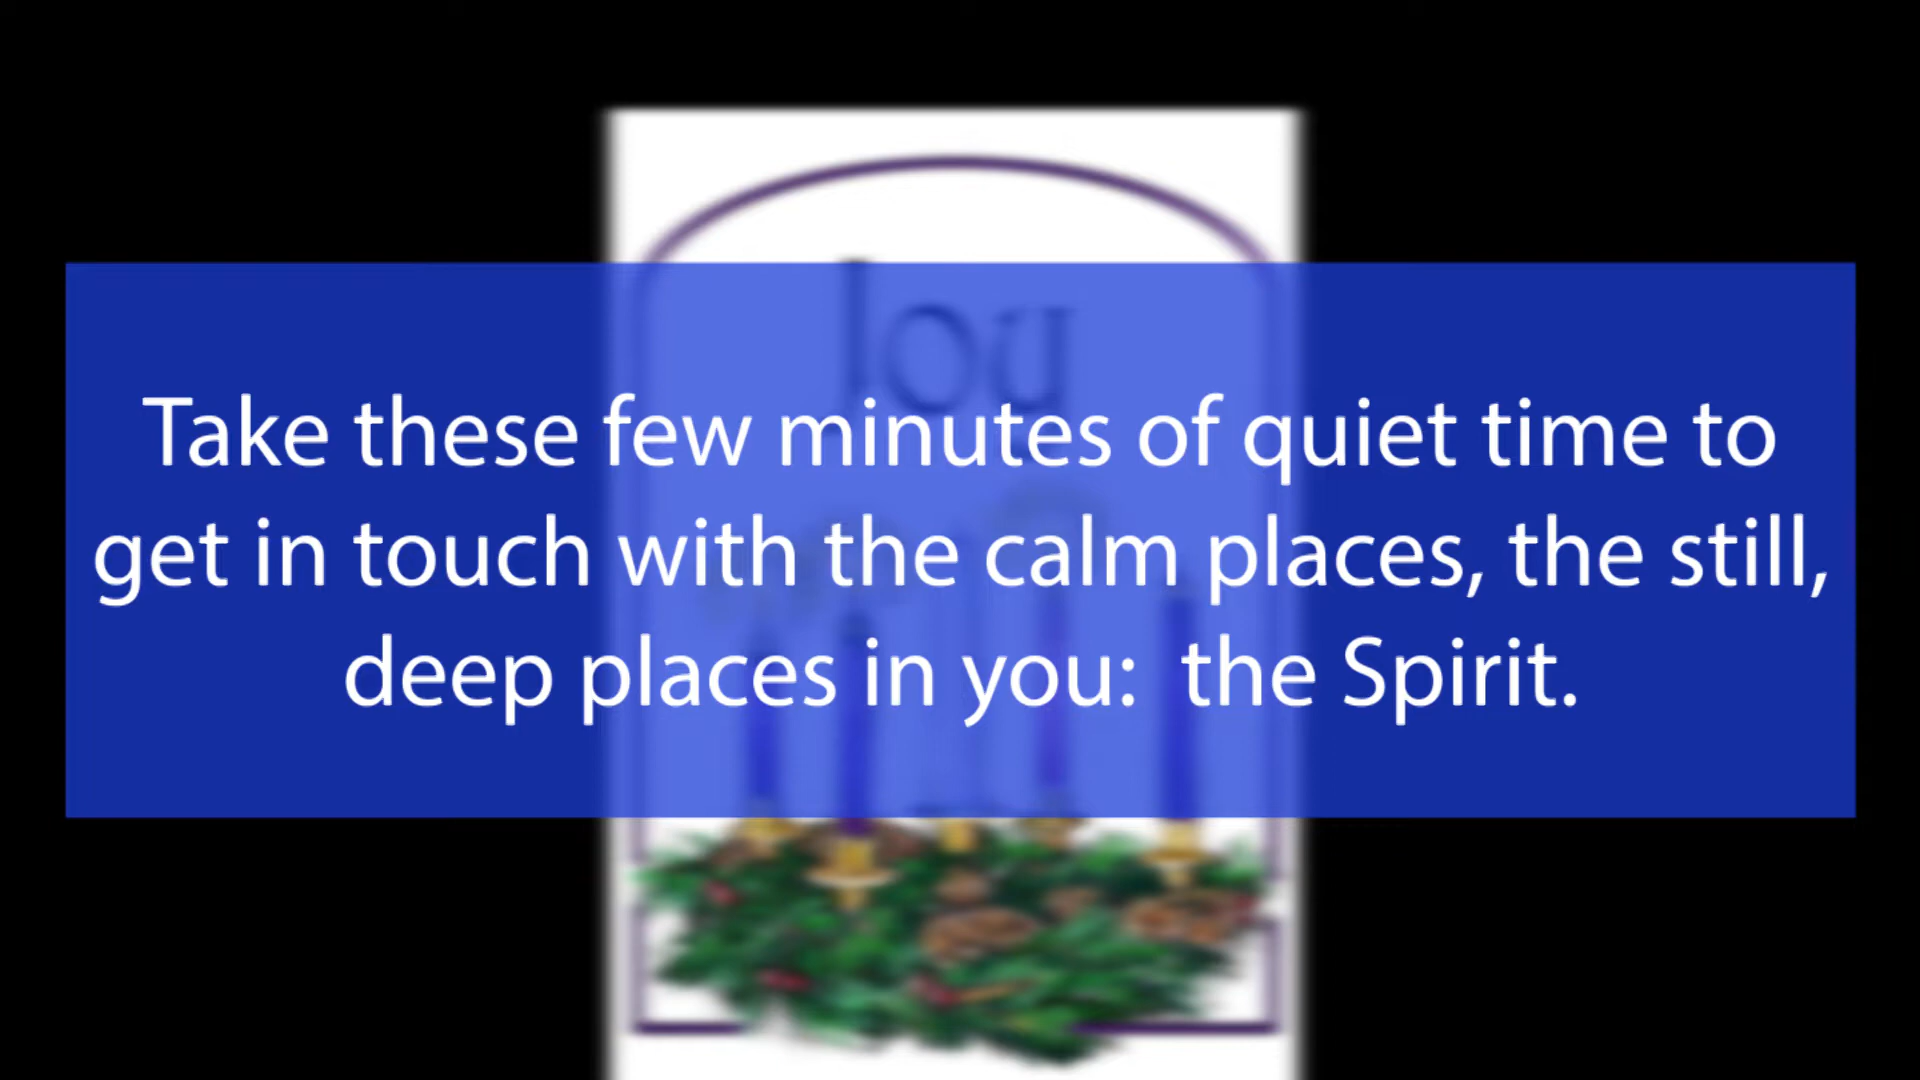 Joy
Take these few minutes of quiet time to
get in touch with the calm places, the still,
deep places in you:  the Spirit.